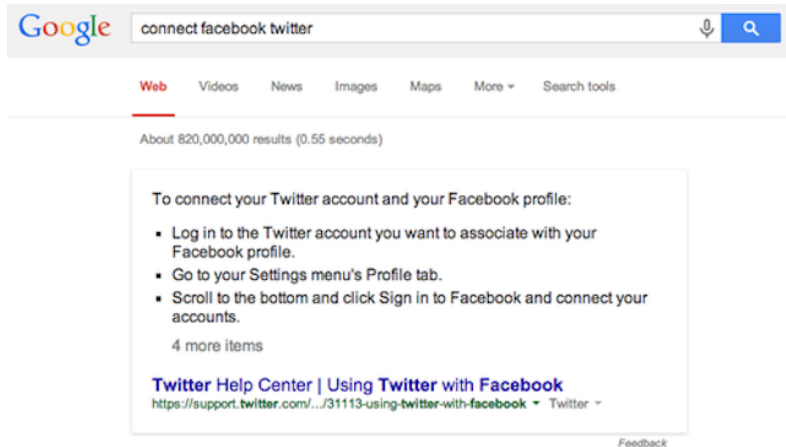 Google connect facebook twitter
Web Videos News Images Maps More Search tools
About 820,000,000 results (0.55 seconds)
To connect your Twitter account and your Facebook profile:
▪ Log in to the Twitter account you want to associate with your
Facebook profile.
▪ Go to your Settings menu's Profile tab.
▪ Scroll to the bottom and click Sign in to Facebook and connect your
accounts.
4 more items
Twitter Help Center | Using Twitter with Facebook
https://support.twitter.com/.../31113-using-twitter-with-facebook Twitter
Feedback